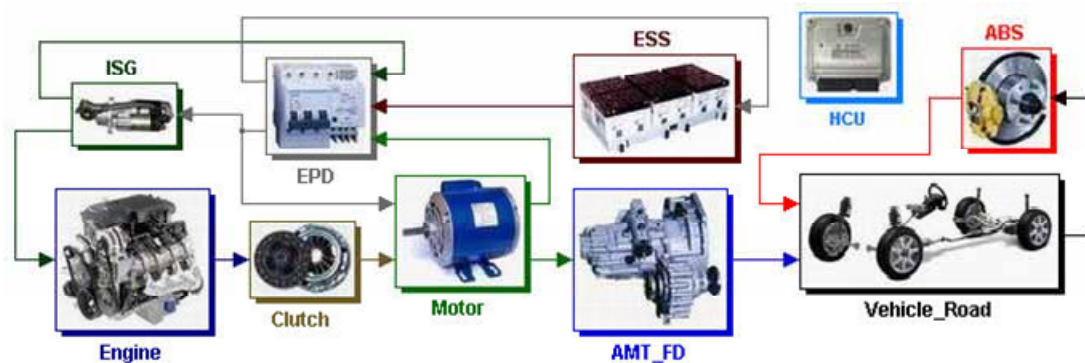 ISG
EPD
ESS
HCU
ABS
Engine
Clutch
Motor
AMT_FD
Vehicle_Road